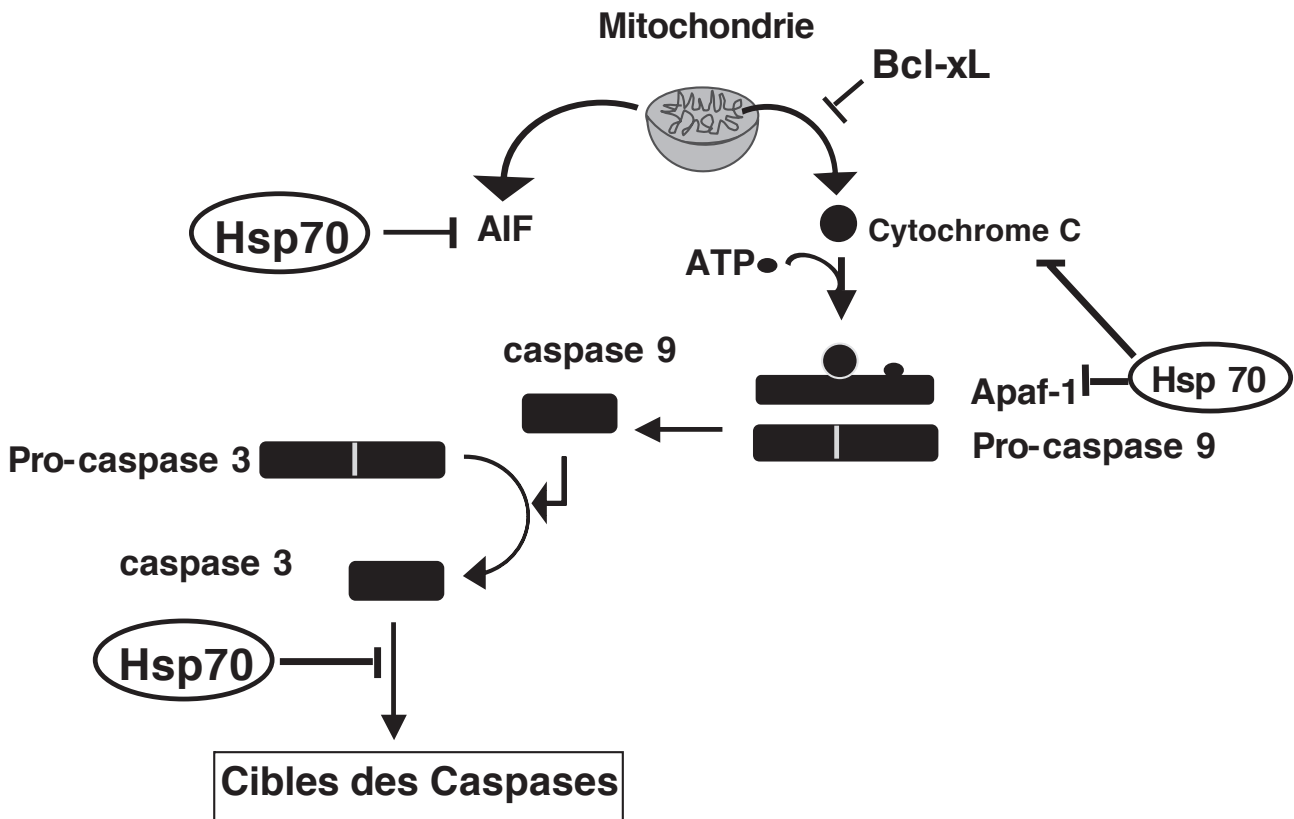 Mitochondrie
Bcl-xL
Hsp70
AIF
Cytochrome C
ATP
caspase 9
Apaf-1
Hsp 70
Pro-caspase 3
Pro-caspase 9
caspase 3
Hsp70
Cibles des Caspases